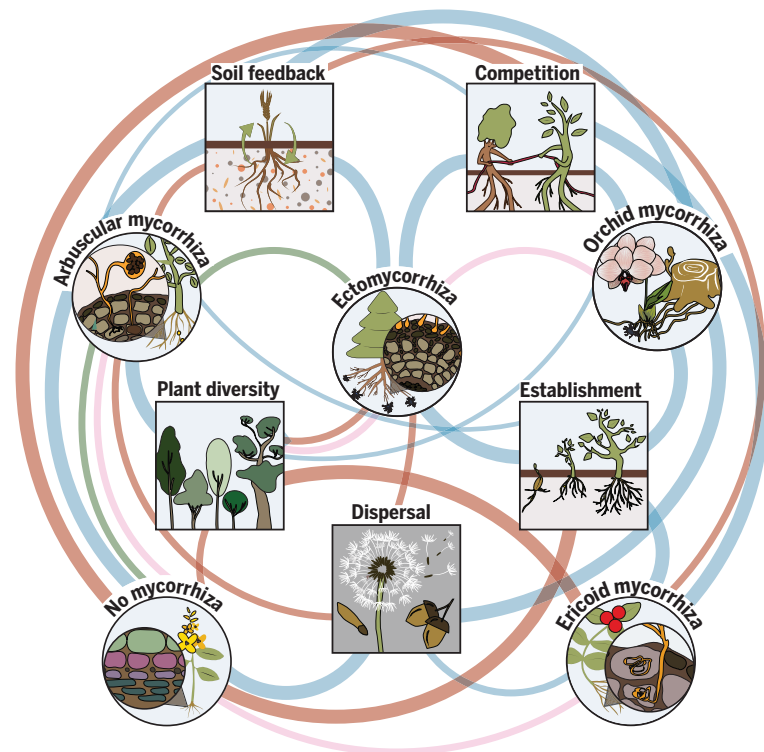 Soil feedback
Competition
Arbuscular mycorrhiza
Orchid mycorrhiza
Ectomycorrhiza
Plant diversity
Establishment
Dispersal
No mycorrhiza
Ericoid mycorrhiza